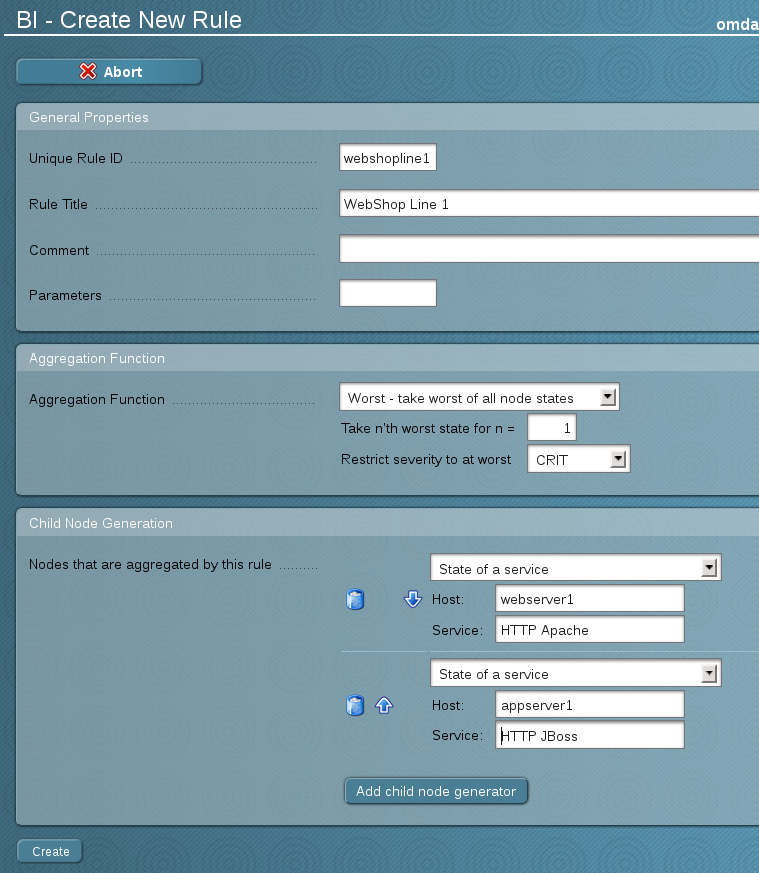 BI - Create New Rule
omda
Abort
General Properties
Unique Rule ID webshopline1
Rule Title WebShop Line 1
Comment
Parameters
Aggregation Function
Aggregation Function Worst - take worst of all node states
Take n'th worst state for n = 1
Restrict severity to at worst CRIT
Child Node Generation
Nodes that are aggregated by this rule State of a service
Host: webserver1
Service: HTTP Apache
State of a service
Host: appserver1
Service: HTTP JBoss
Add child node generator
Create